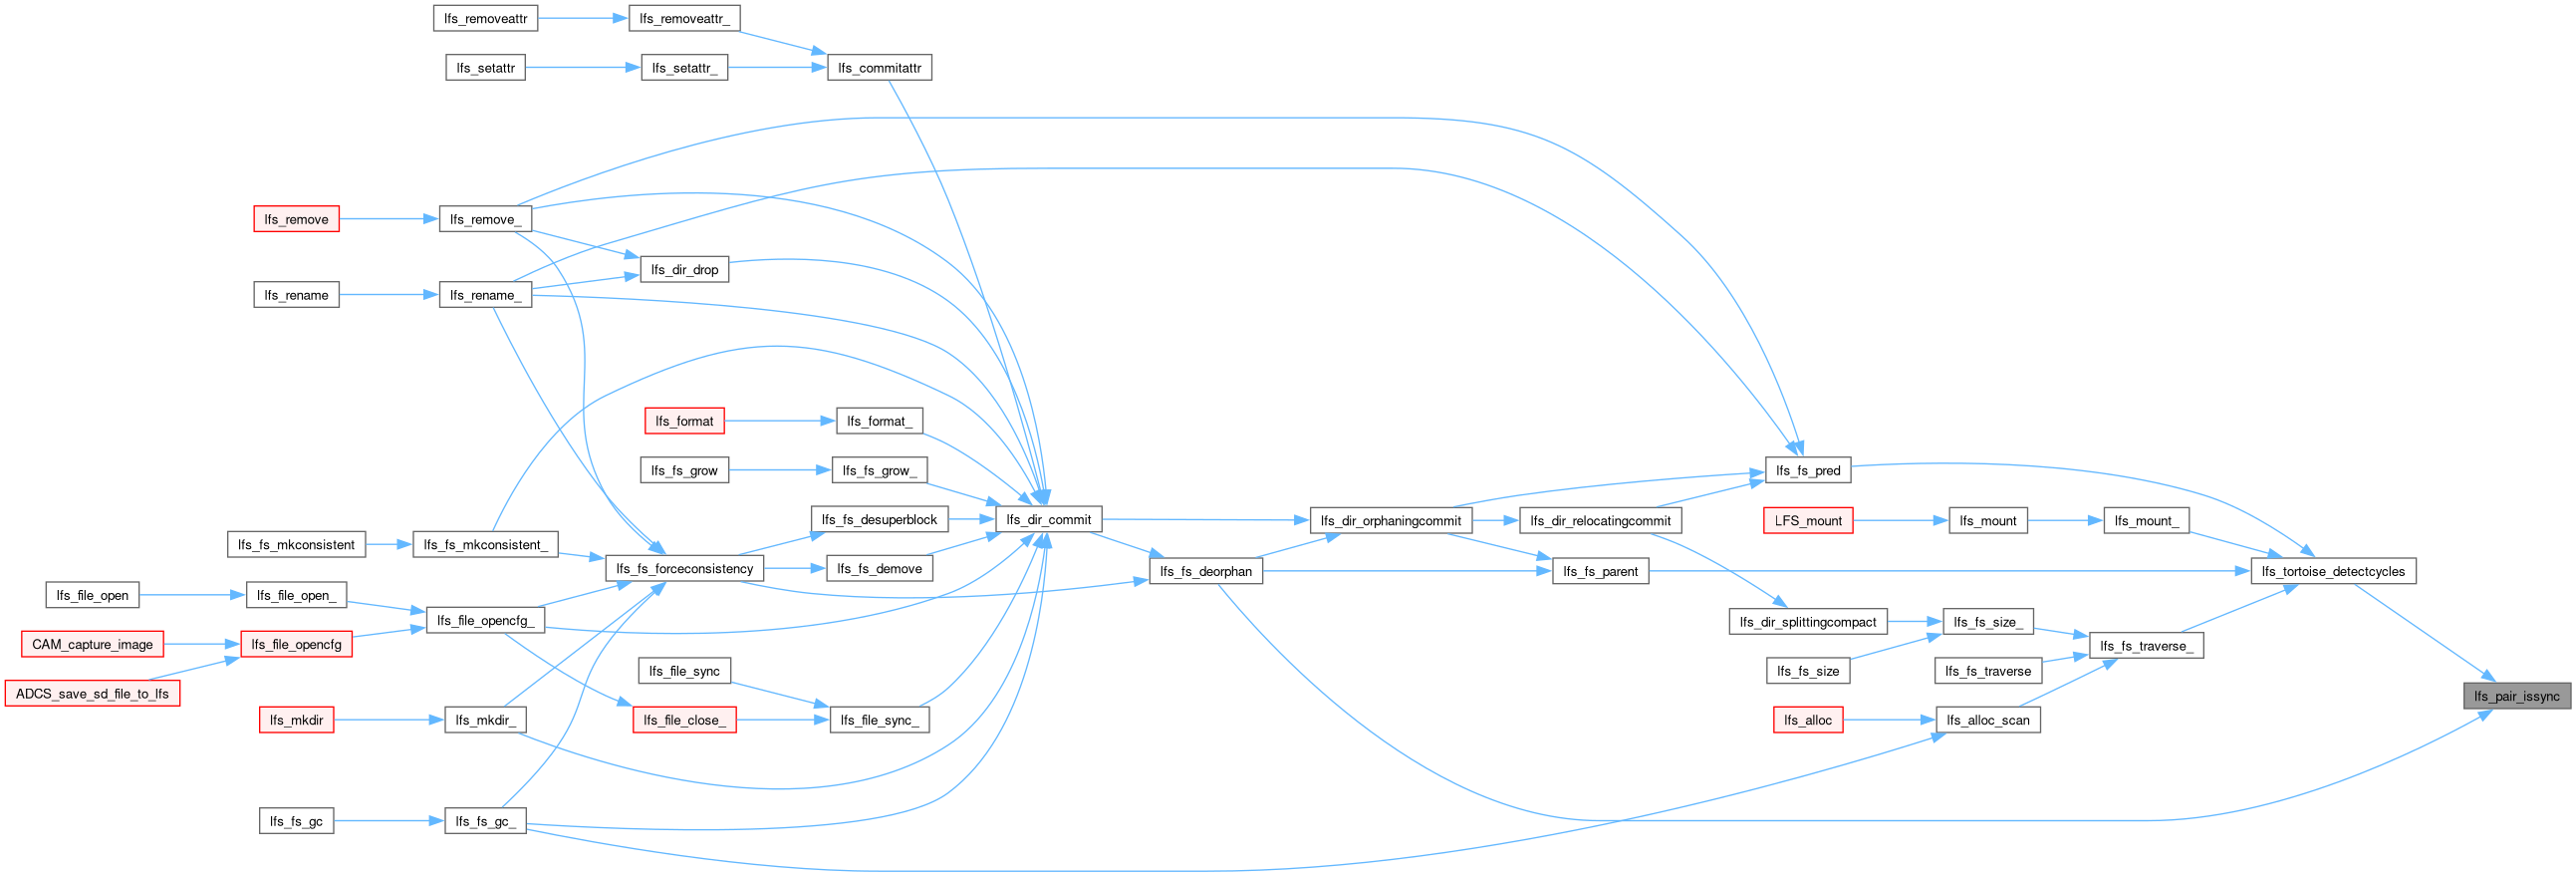 lfs_removeattr
lfs_removeattr_
lfs_setattr
lfs_setattr_
lfs_commitattr
lfs_remove
lfs_remove_
lfs_dir_drop
lfs_rename
lfs_rename_
lfs_format
lfs_format_
lfs_fs_grow
lfs_fs_grow_
lfs_fs_pred
lfs_fs_desuperblock
lfs_dir_commit
lfs_dir_orphaningcommit
lfs_dir_relocatingcommit
LFS_mount
lfs_mount
lfs_mount_
lfs_fs_mkconsistent
lfs_fs_mkconsistent_
lfs_fs_forceconsistency
lfs_fs_demove
lfs_fs_deorphan
lfs_fs_parent
lfs_tortoise_detectcycles
lfs_file_open
lfs_file_open_
lfs_file_opencfg_
lfs_dir_splittingcompact
lfs_fs_size_
CAM_capture_image
lfs_file_opencfg
lfs_fs_traverse_
lfs_file_sync
lfs_fs_size
lfs_fs_traverse
ADCS_save_sd_file_to_lfs
lfs_pair_issync
lfs_mkdir
lfs_mkdir_
lfs_file_close_
lfs_file_sync_
lfs_alloc
lfs_alloc_scan
lfs_fs_gc
lfs_fs_gc_